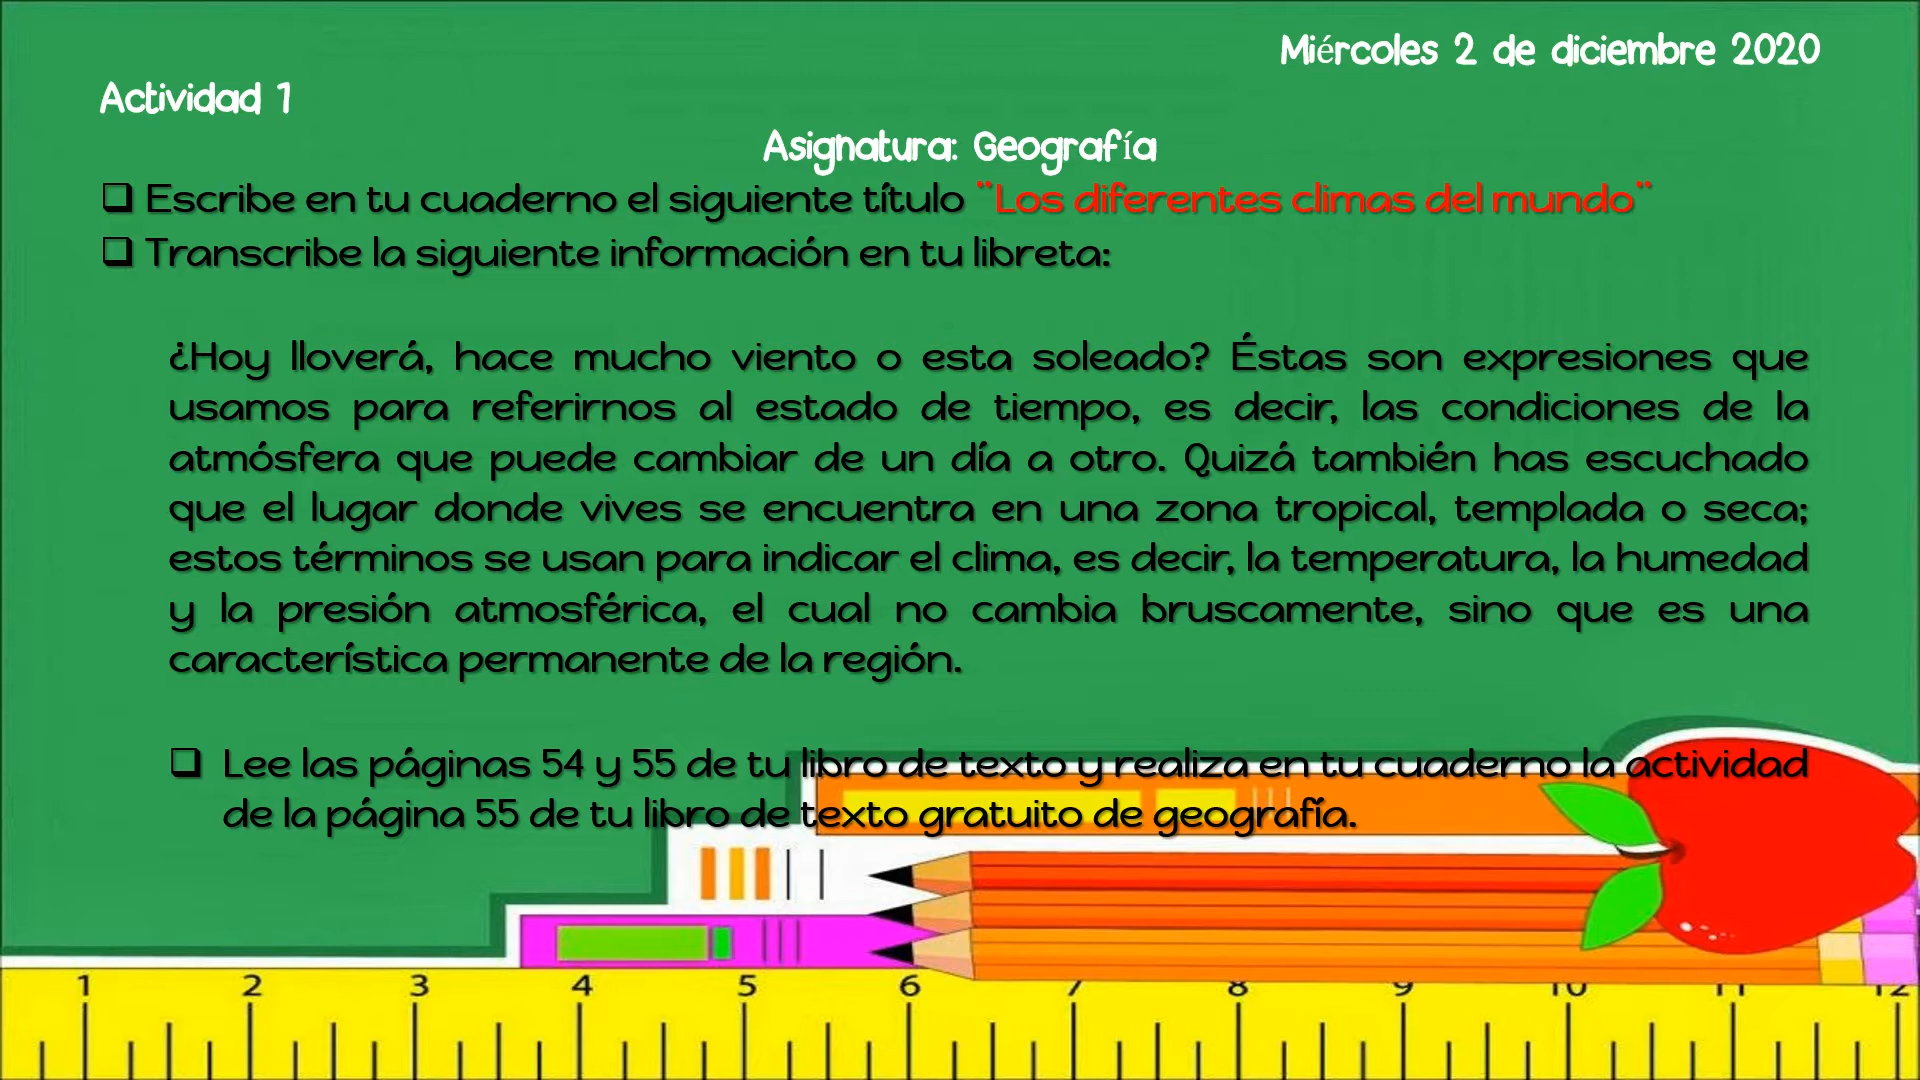 Miércoles 2 de diciembre 2020
Actividad 1
Asignatura: Geografía
❑ Escribe en tu cuaderno el siguiente título ¨Los diferentes climas del mundo¨
❑ Transcribe la siguiente información en tu libreta:
¿Hoy lloverá, hace mucho viento o esta soleado? Éstas son expresiones que
usamos para referirnos al estado de tiempo, es decir, las condiciones de la
atmósfera que puede cambiar de un día a otro. Quizá también has escuchado
que el lugar donde vives se encuentra en una zona tropical, templada o seca;
estos términos se usan para indicar el clima, es decir, la temperatura, la humedad
y la presión atmosférica, el cual no cambia bruscamente, sino que es una
característica permanente de la región.
❑ Lee las páginas 54 y 55 de tu libro de texto y realiza en tu cuaderno la actividad
de la página 55 de tu libro de texto gratuito de geografía.
1 2 3 4 5 6 7 8 9 10 11 12